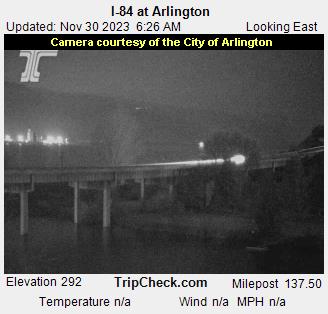 I-84 at Arlington
Updated: Nov 30 2023 6:26 AM Looking East
Camera courtesy of the City of Arlington
Elevation 292 TripCheck.com Milepost 137.50
Temperature n/a Wind n/a MPH n/a